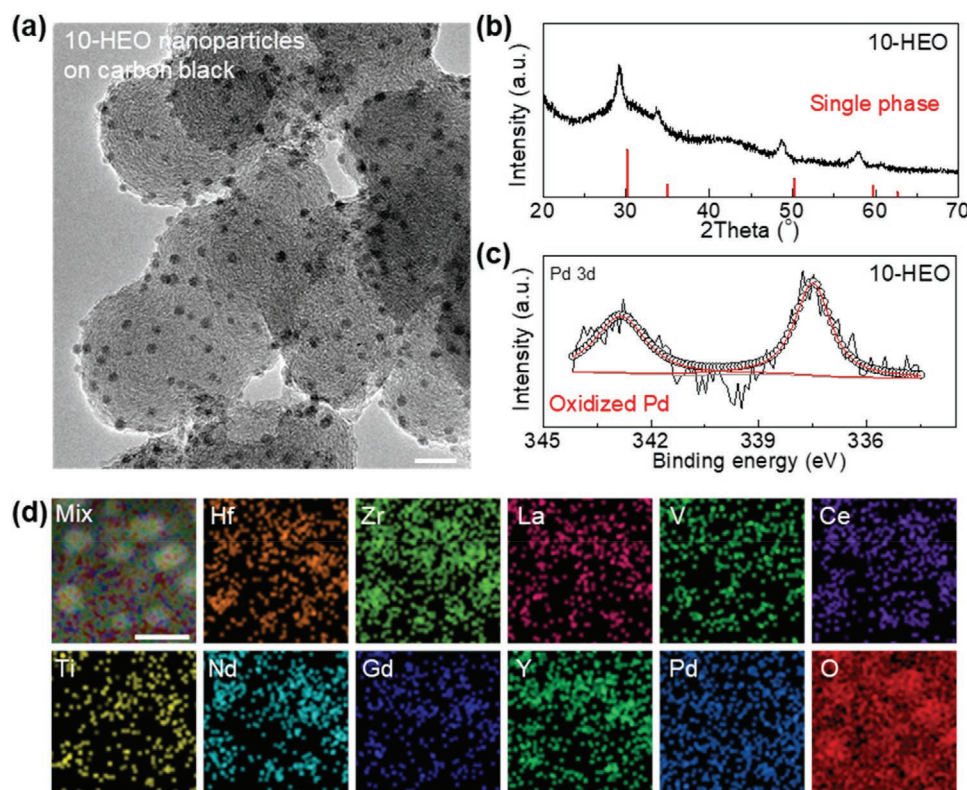 (a)
10-HEO nanoparticles
on carbon black
(b)
10-HEO
Single phase
Intensity (a.u.)
20 30 40 50 60 70
2Theta (°)
(c)
Pd 3d
10-HEO
Oxidized Pd
Intensity (a.u.)
345 342 339 336
Binding energy (eV)
(d)
Mix Hf Zr La V Ce
Ti Nd Gd Y Pd O